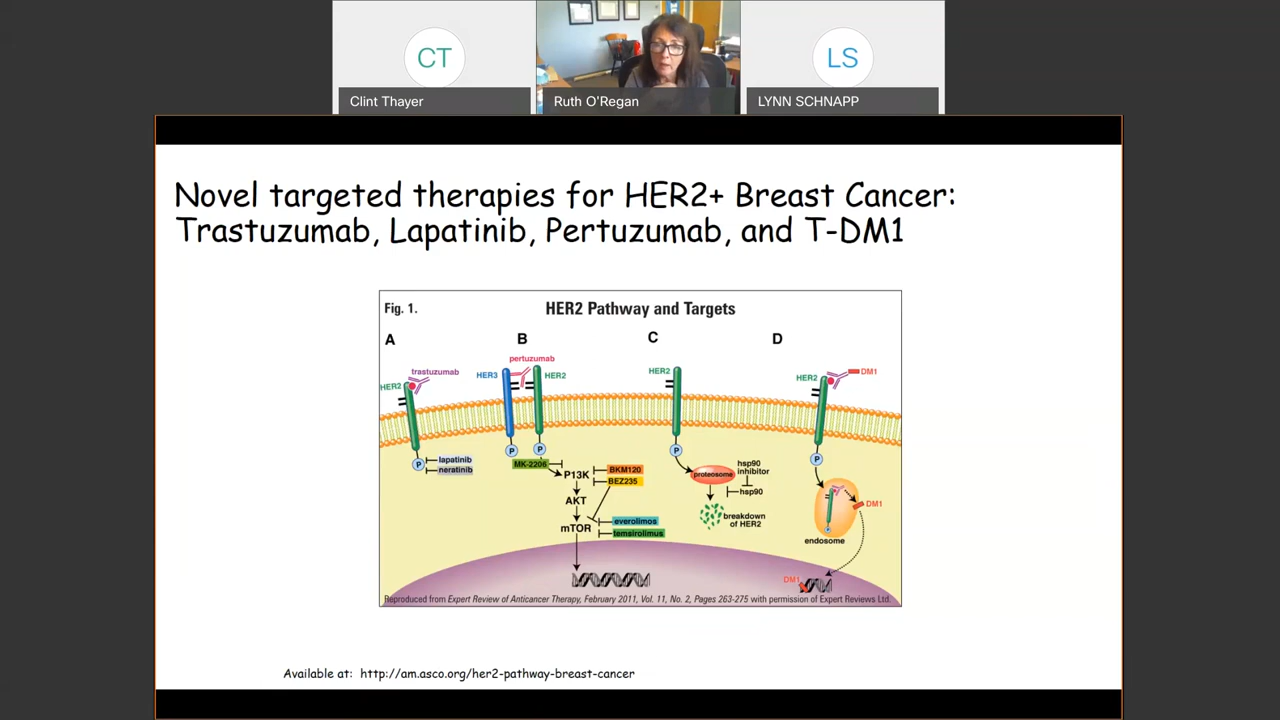 CT
LS
Clint Thayer
Ruth O'Regan
LYNN SCHNAPP
Novel targeted therapies for HER2+ Breast Cancer:
Trastuzumab, Lapatinib, Pertuzumab, and T-DM1
Fig. 1.
HER2 Pathway and Targets
A
B
C
D
trastuzumab
HER2
P
lapatinib
neratinib
pertuzumab
HER3
HER2
P
P
MK-2206
P13K
BKM120
BEZ235
AKT
mTOR
everolimos
temsirolimus
HER2
P
proteosome
hsp90
inhibitor
hsp90
breakdown
of HER2
HER2
DM1
P
DM1
endosome
DM1
Reproduced from Expert Review of Anticancer Therapy, February 2011, Vol. 11, No. 2, Pages 263-275 with permission of Expert Reviews Ltd.
Available at: http://am.asco.org/her2-pathway-breast-cancer